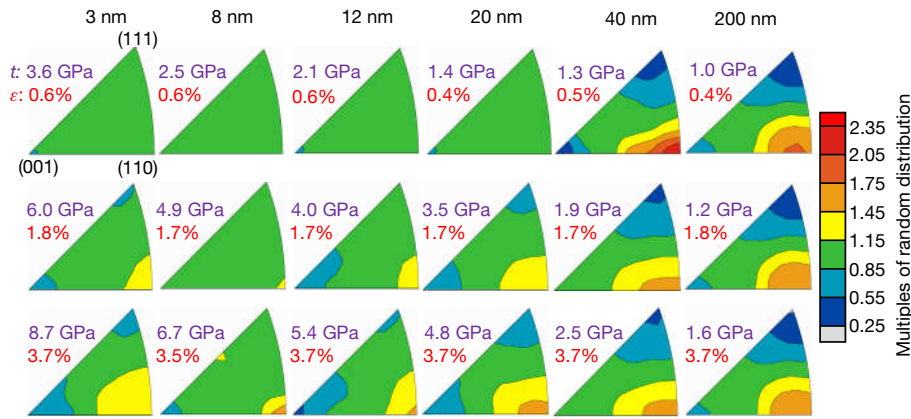 3 nm 8 nm 12 nm 20 nm 40 nm 200 nm
(111)
t: 3.6 GPa 2.5 GPa 2.1 GPa 1.4 GPa 1.3 GPa 1.0 GPa
ε: 0.6% 0.6% 0.6% 0.4% 0.5% 0.4%
(001) (110)
6.0 GPa 4.9 GPa 4.0 GPa 3.5 GPa 1.9 GPa 1.2 GPa
1.8% 1.7% 1.7% 1.7% 1.7% 1.8%
8.7 GPa 6.7 GPa 5.4 GPa 4.8 GPa 2.5 GPa 1.6 GPa
3.7% 3.5% 3.7% 3.7% 3.7% 3.7%
2.35
2.05
1.75
1.45
1.15
0.85
0.55
0.25
Multiples of random distribution